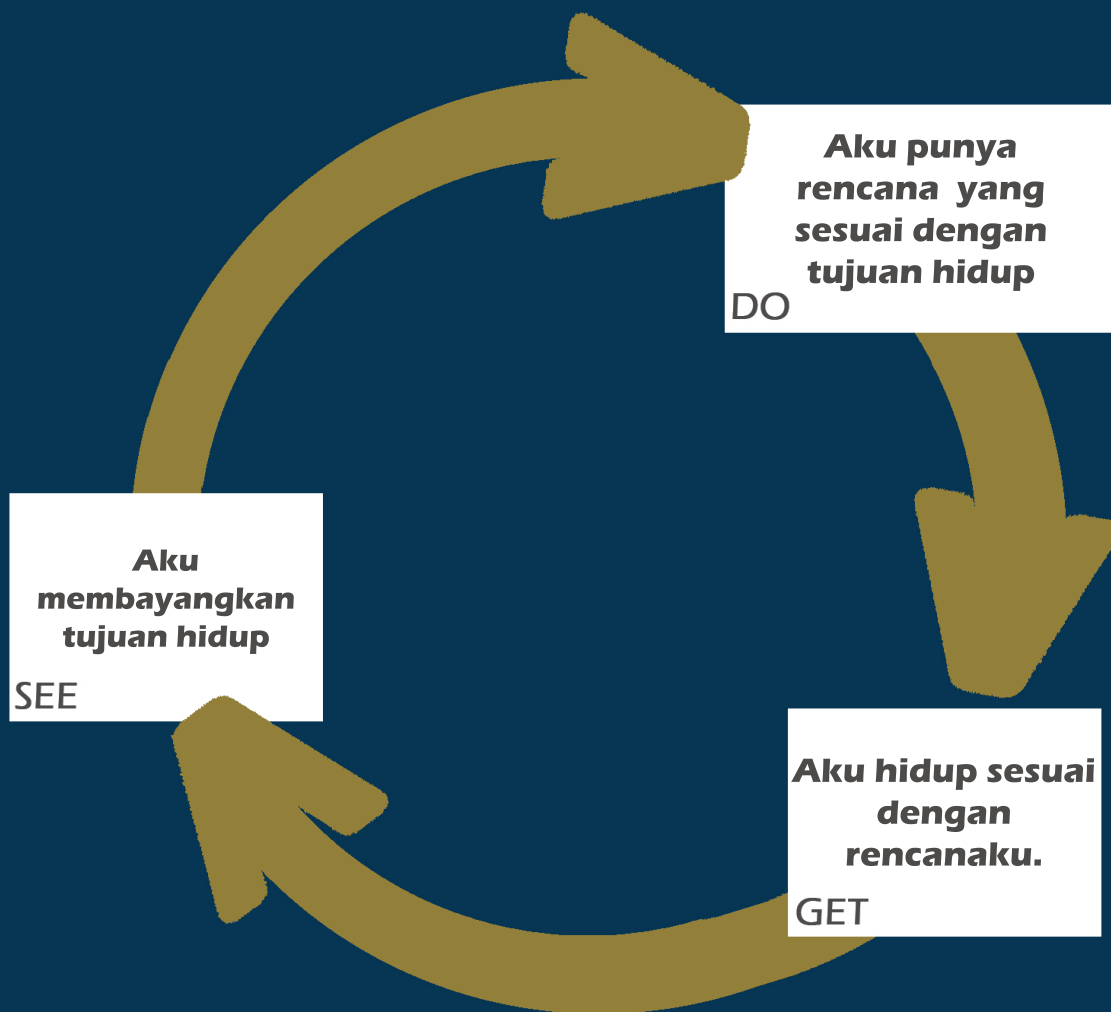 Aku punya
rencana yang
sesuai dengan
tujuan hidup
DO
Aku
membayangkan
tujuan hidup
SEE
Aku hidup sesuai
dengan
rencanaku.
GET